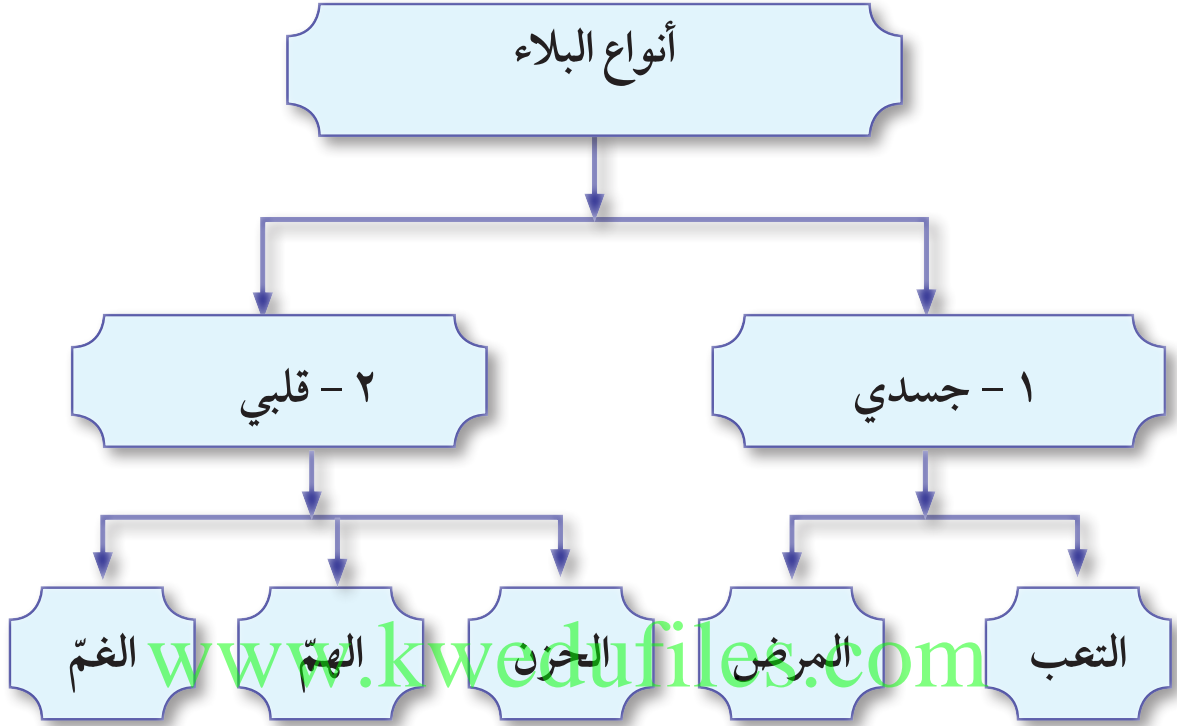 أنواع البلاء
١ - جسدي
٢ - قلبي
التعب
المرض
الحزن
الهمّ
الغمّ
www.kwedufiles.com